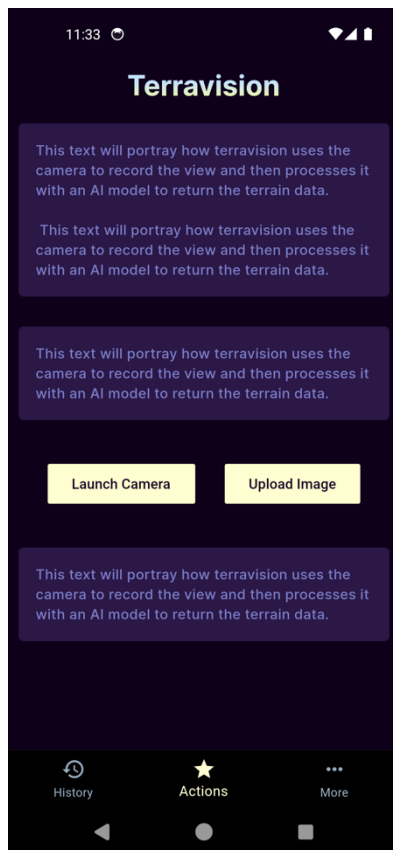 11:33
Terravision
This text will portray how terravision uses the
camera to record the view and then processes it
with an AI model to return the terrain data.
This text will portray how terravision uses the
camera to record the view and then processes it
with an AI model to return the terrain data.
This text will portray how terravision uses the
camera to record the view and then processes it
with an AI model to return the terrain data.
Launch Camera Upload Image
This text will portray how terravision uses the
camera to record the view and then processes it
with an AI model to return the terrain data.
History Actions More